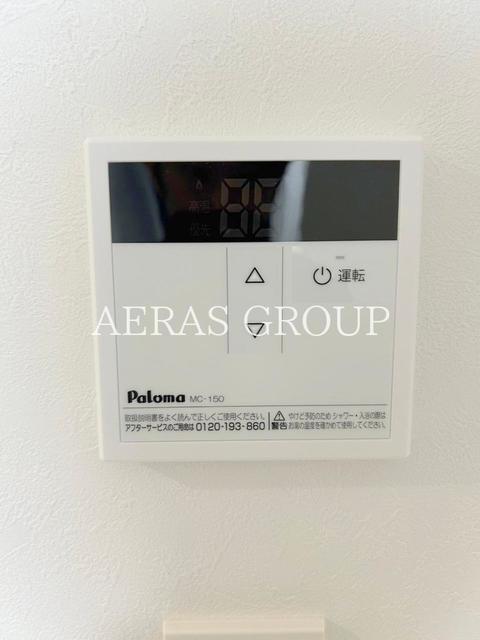 高温
優先
運転
AERAS GROUP
Paloma MC-150
取扱説明書をよく読んで正しくご使用ください。
アフターサービスのご用命は 0120-193-860
警告
やけど予防のため シャワー・入浴の際は
お湯の温度を確かめて使用してください。